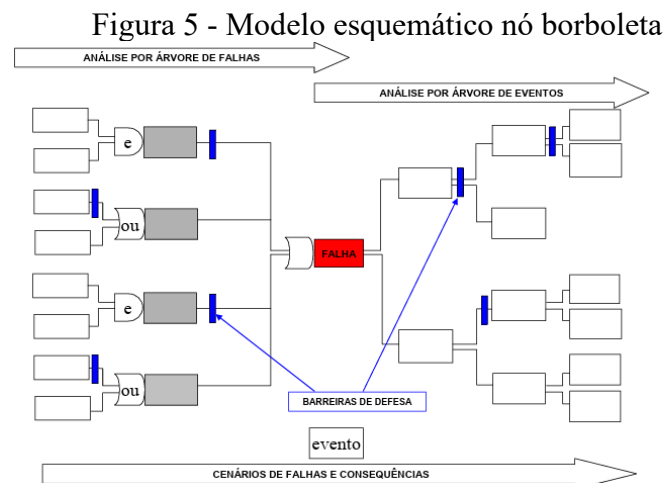 Figura 5 - Modelo esquemático nó borboleta
ANÁLISE POR ÁRVORE DE FALHAS
ANÁLISE POR ÁRVORE DE EVENTOS
e
ou
FALHA
e
ou
BARREIRAS DE DEFESA
evento
CENÁRIOS DE FALHAS E CONSEQUÊNCIAS